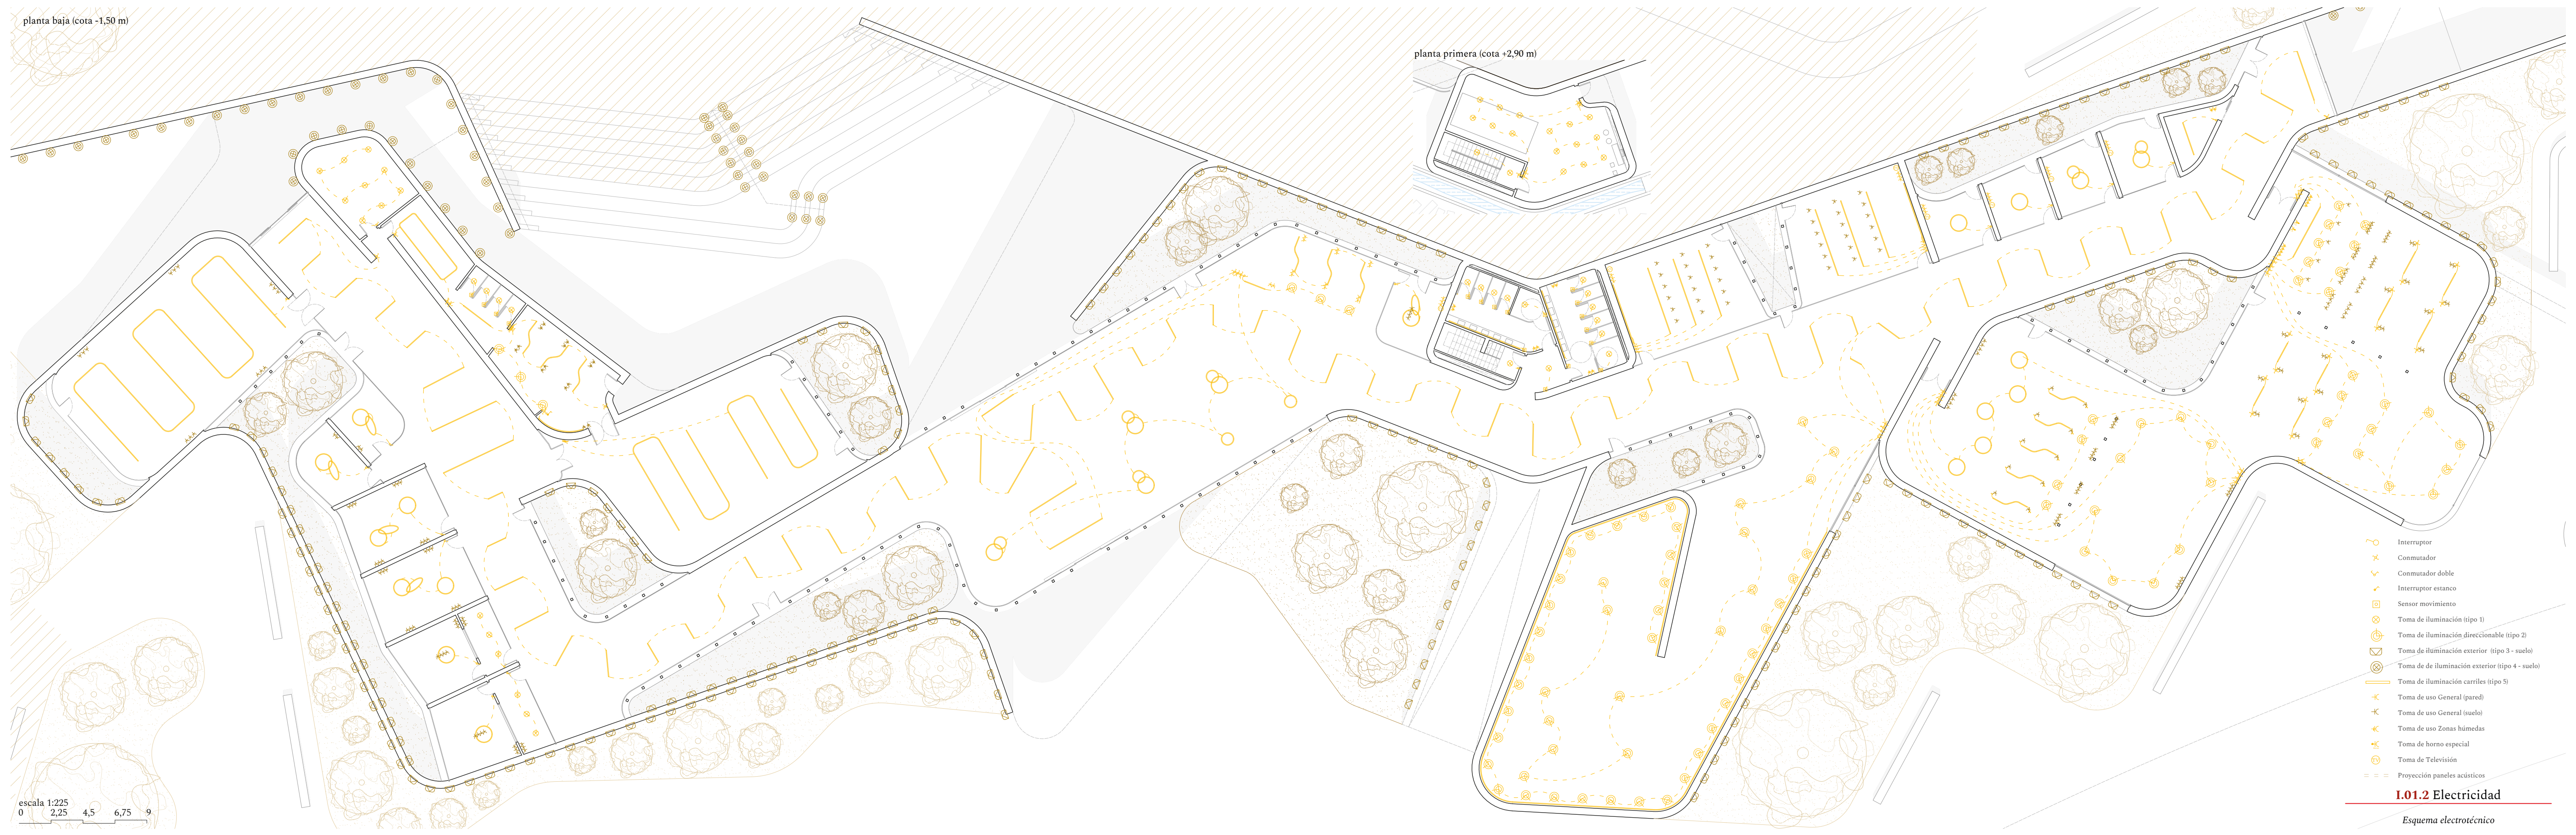 planta baja (cota -1,50 m)
planta primera (cota +2,90 m)
Interruptor
Conmutador
Conmutador doble
Interruptor estanco
Sensor movimiento
Toma de iluminación (tipo 1)
Toma de iluminación direccionable (tipo 2)
Toma de iluminación exterior (tipo 3 - suelo)
Toma de de iluminación exterior (tipo 4 - suelo)
Toma de iluminación carriles (tipo 5)
Toma de uso General (pared)
Toma de uso General (suelo)
Toma de uso Zonas húmedas
Toma de horno especial
Toma de Televisión
Proyección paneles acústicos
I.01.2 Electricidad
Esquema electrotécnico
escala 1:225
0 2,25 4,5 6,75 9